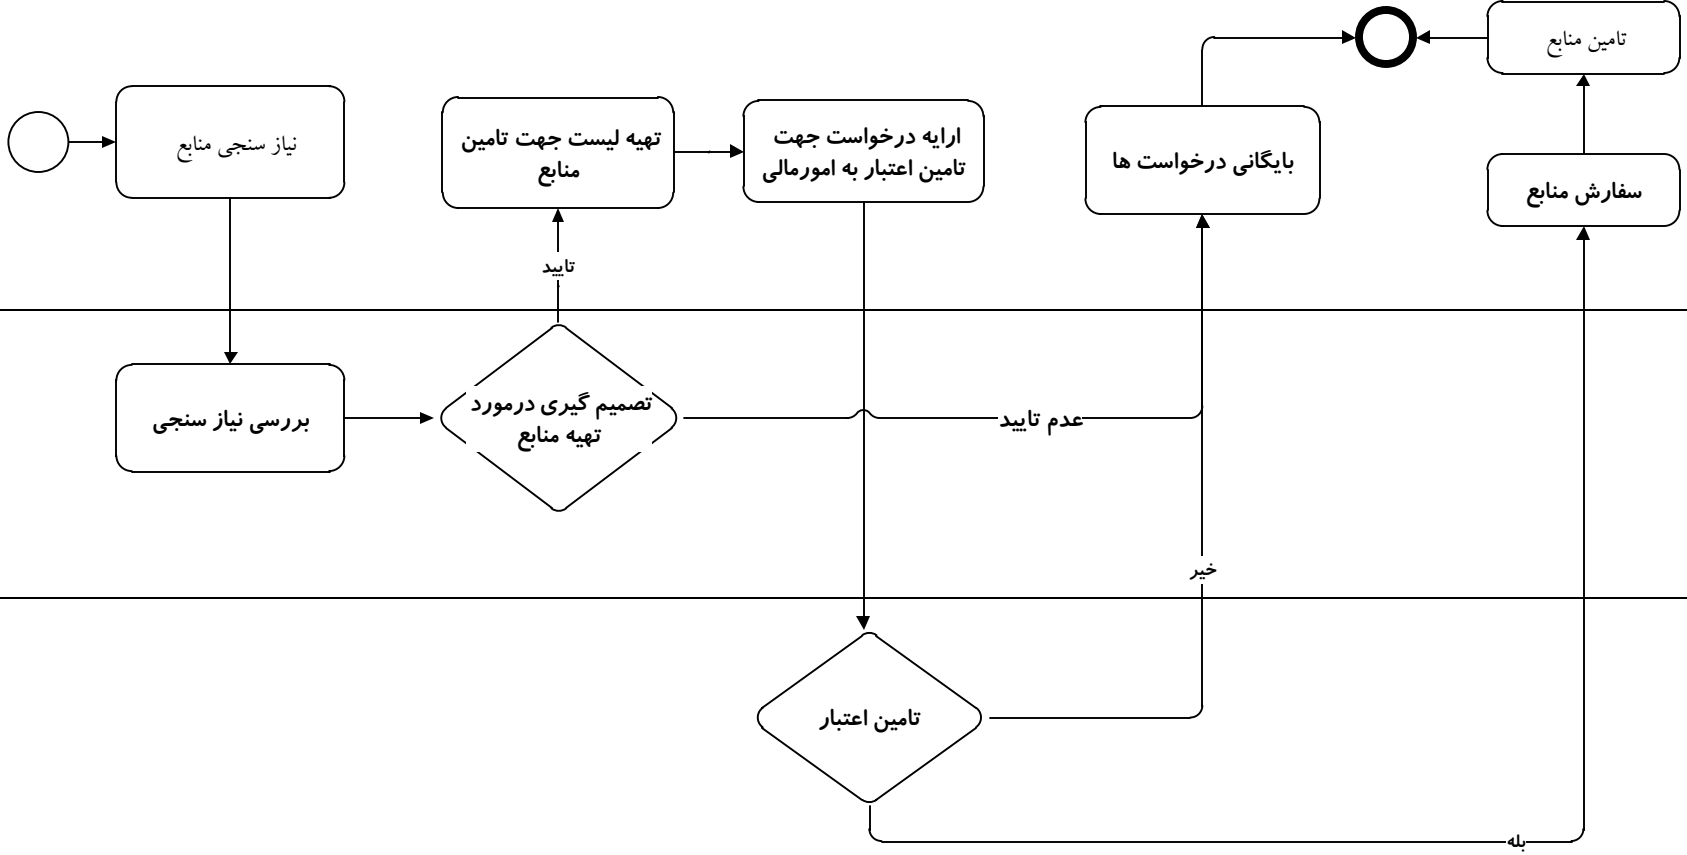 تامین منابع
نیاز سنجی منابع
تهیه لیست جهت تامین
منابع
ارایه درخواست جهت
تامین اعتبار به امورمالی
بایگانی درخواست ها
سفارش منابع
تایید
بررسی نیاز سنجی
تصمیم گیری درمورد
تهیه منابع
عدم تایید
خیر
تامین اعتبار
بله